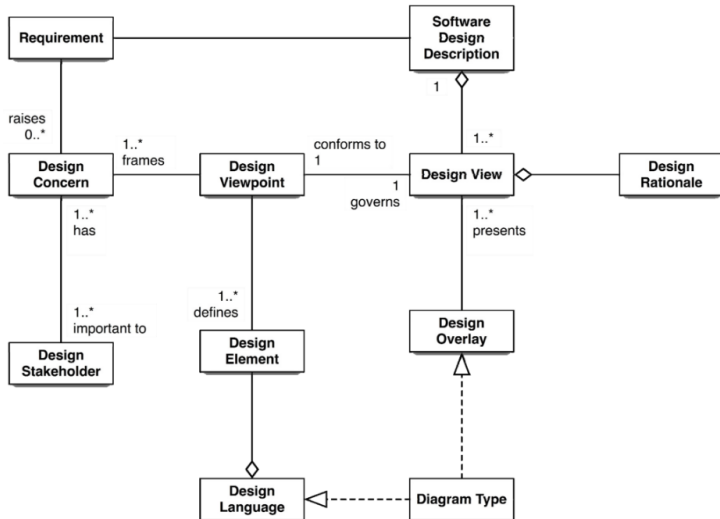 Requirement
Software
Design
Description
1
raises
0..*
1..*
1..*
frames
conforms to
1
Design
Concern
Design
Viewpoint
Design View
Design
Rationale
1
governs
1..*
has
1..*
presents
1..*
important to
1..*
defines
Design
Stakeholder
Design
Element
Design
Overlay
Design
Language
Diagram Type